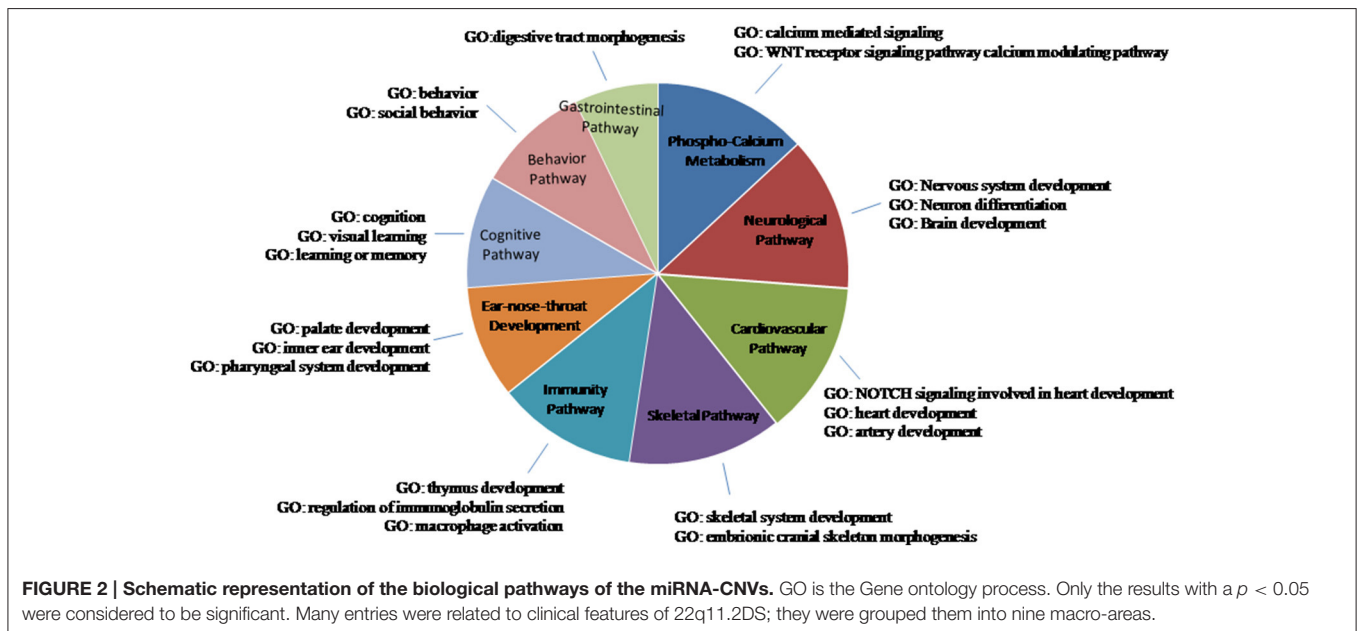 GO:digestive tract morphogenesis
GO: calcium mediated signaling
GO: WNT receptor signaling pathway calcium modulating pathway
GO: behavior
GO: social behavior
Gastrointestinal
Pathway
Phospho-Calcium
Metabolism
Behavior
Pathway
GO: Nervous system development
GO: Neuron differentiation
GO: Brain development
Neurological
Pathway
GO: cognition
GO: visual learning
GO: learning or memory
Cognitive
Pathway
Ear-nose-throat
Development
Cardiovascular
Pathway
GO: palate development
GO: inner ear development
GO: pharyngeal system development
Immunity
Pathway
Skeletal Pathway
GO: NOTCH signaling involved in heart development
GO: heart development
GO: artery development
GO: thymus development
GO: regulation of immunoglobulin secretion
GO: macrophage activation
GO: skeletal system development
GO: embrionic cranial skeleton morphogenesis
FIGURE 2 | Schematic representation of the biological pathways of the miRNA-CNVs. GO is the Gene ontology process. Only the results with a p < 0.05
were considered to be significant. Many entries were related to clinical features of 22q11.2DS; they were grouped them into nine macro-areas.